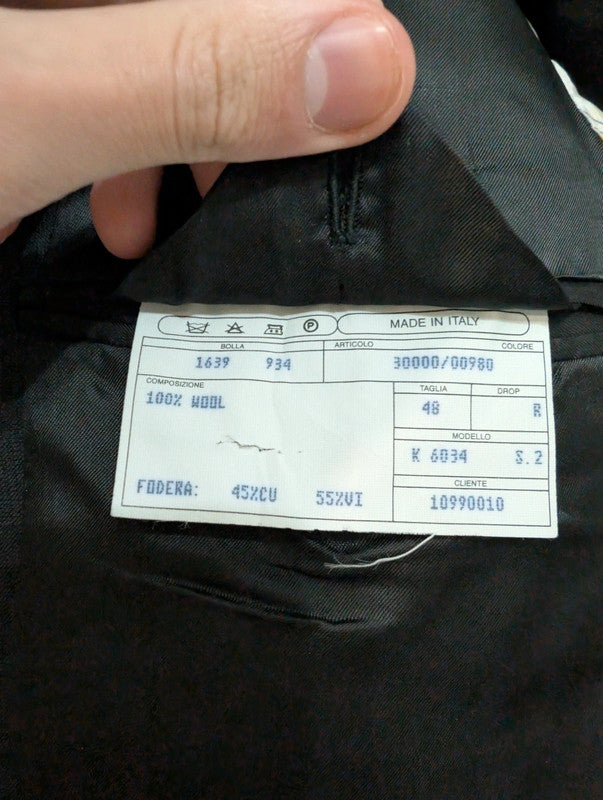 P MADE IN ITALY
BOLLA ARTICOLO COLORE
1639 934 30000/00980
COMPOSIZIONE TAGLIA DROP
100% WOOL 48 R
MODELLO
K 6034 S.2
CLIENTE
FODERA: 45%CU 55%VI 10990010